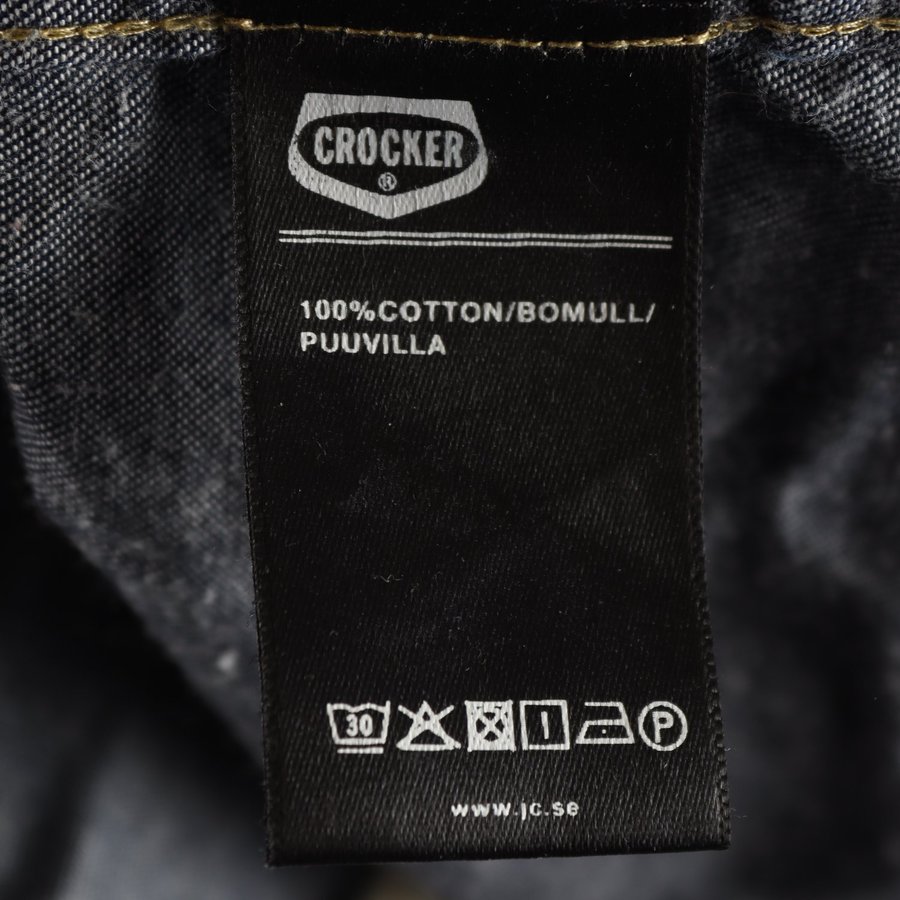 CROCKER
®
100%COTTON/BOMULL/
PUUVILLA
30
P
www.jc.se